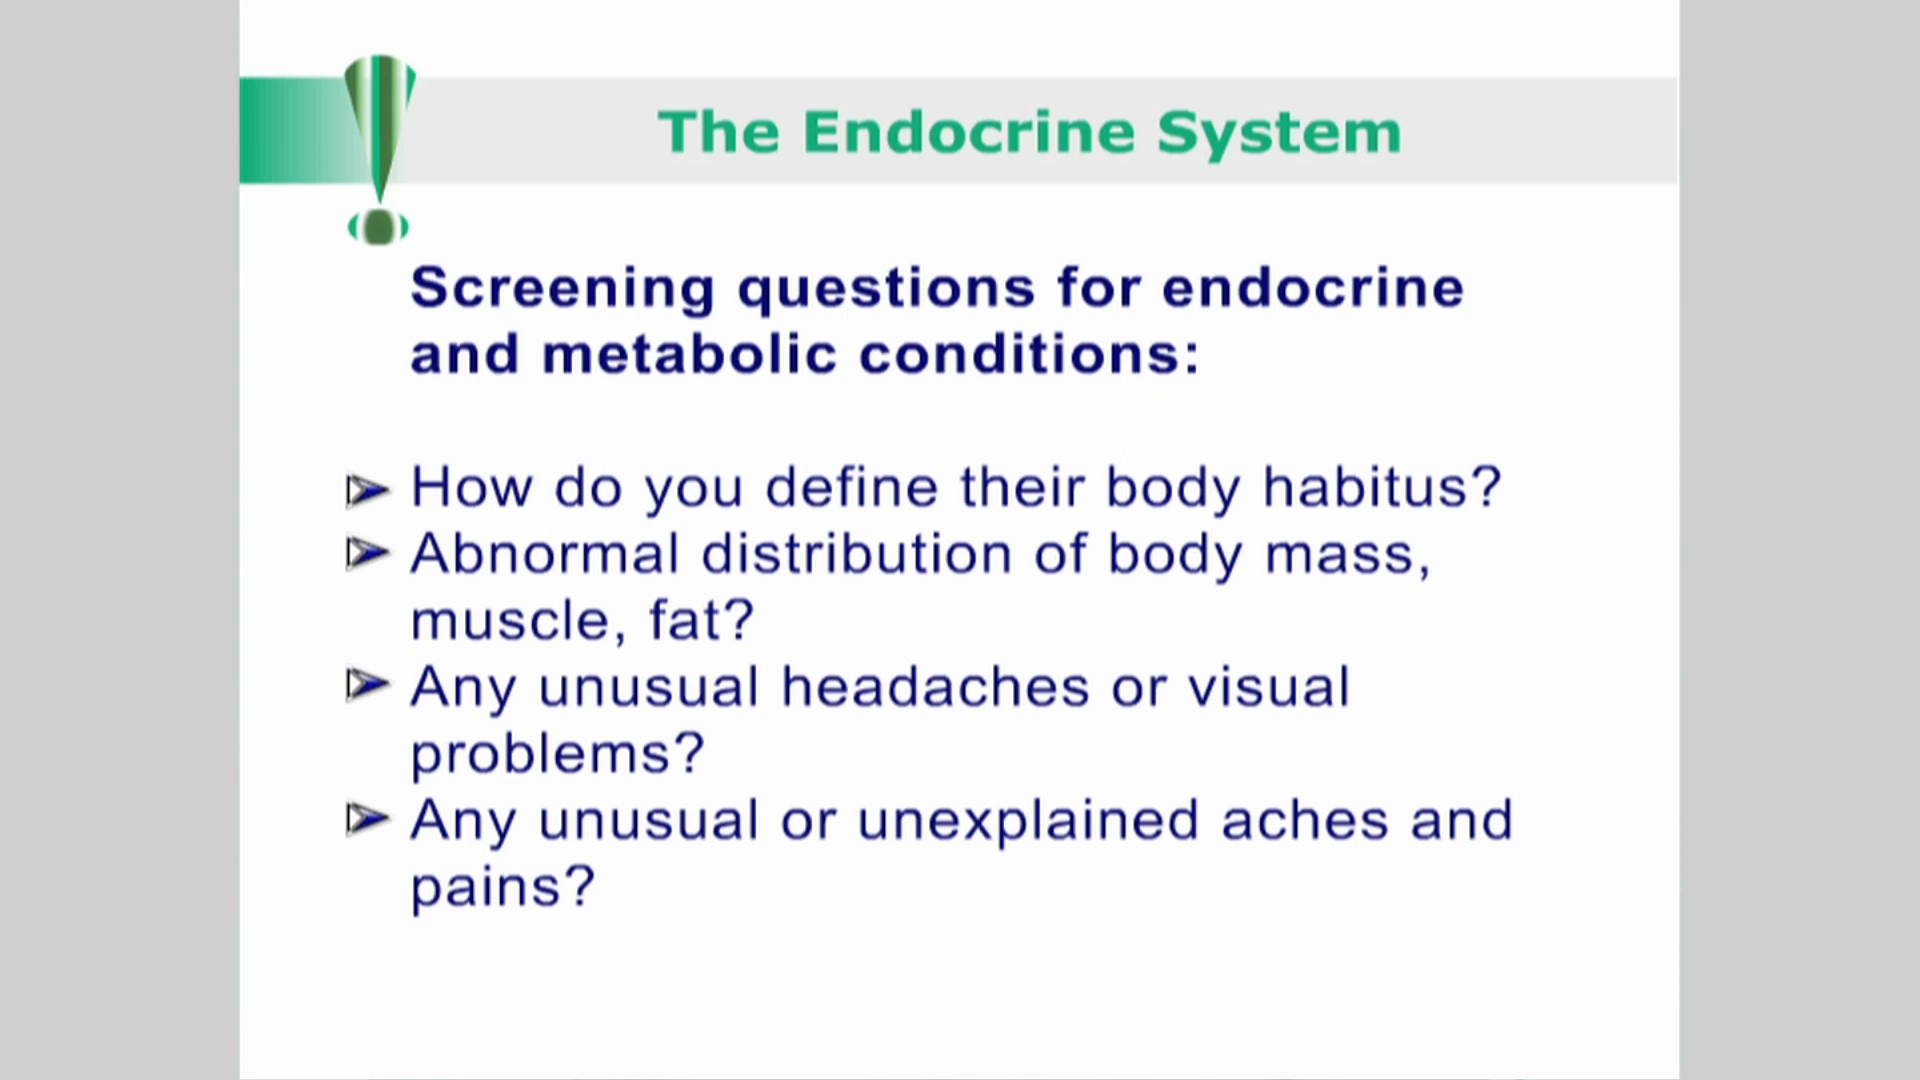 The Endocrine System
Screening questions for endocrine
and metabolic conditions:
How do you define their body habitus?
Abnormal distribution of body mass,
muscle, fat?
Any unusual headaches or visual
problems?
Any unusual or unexplained aches and
pains?